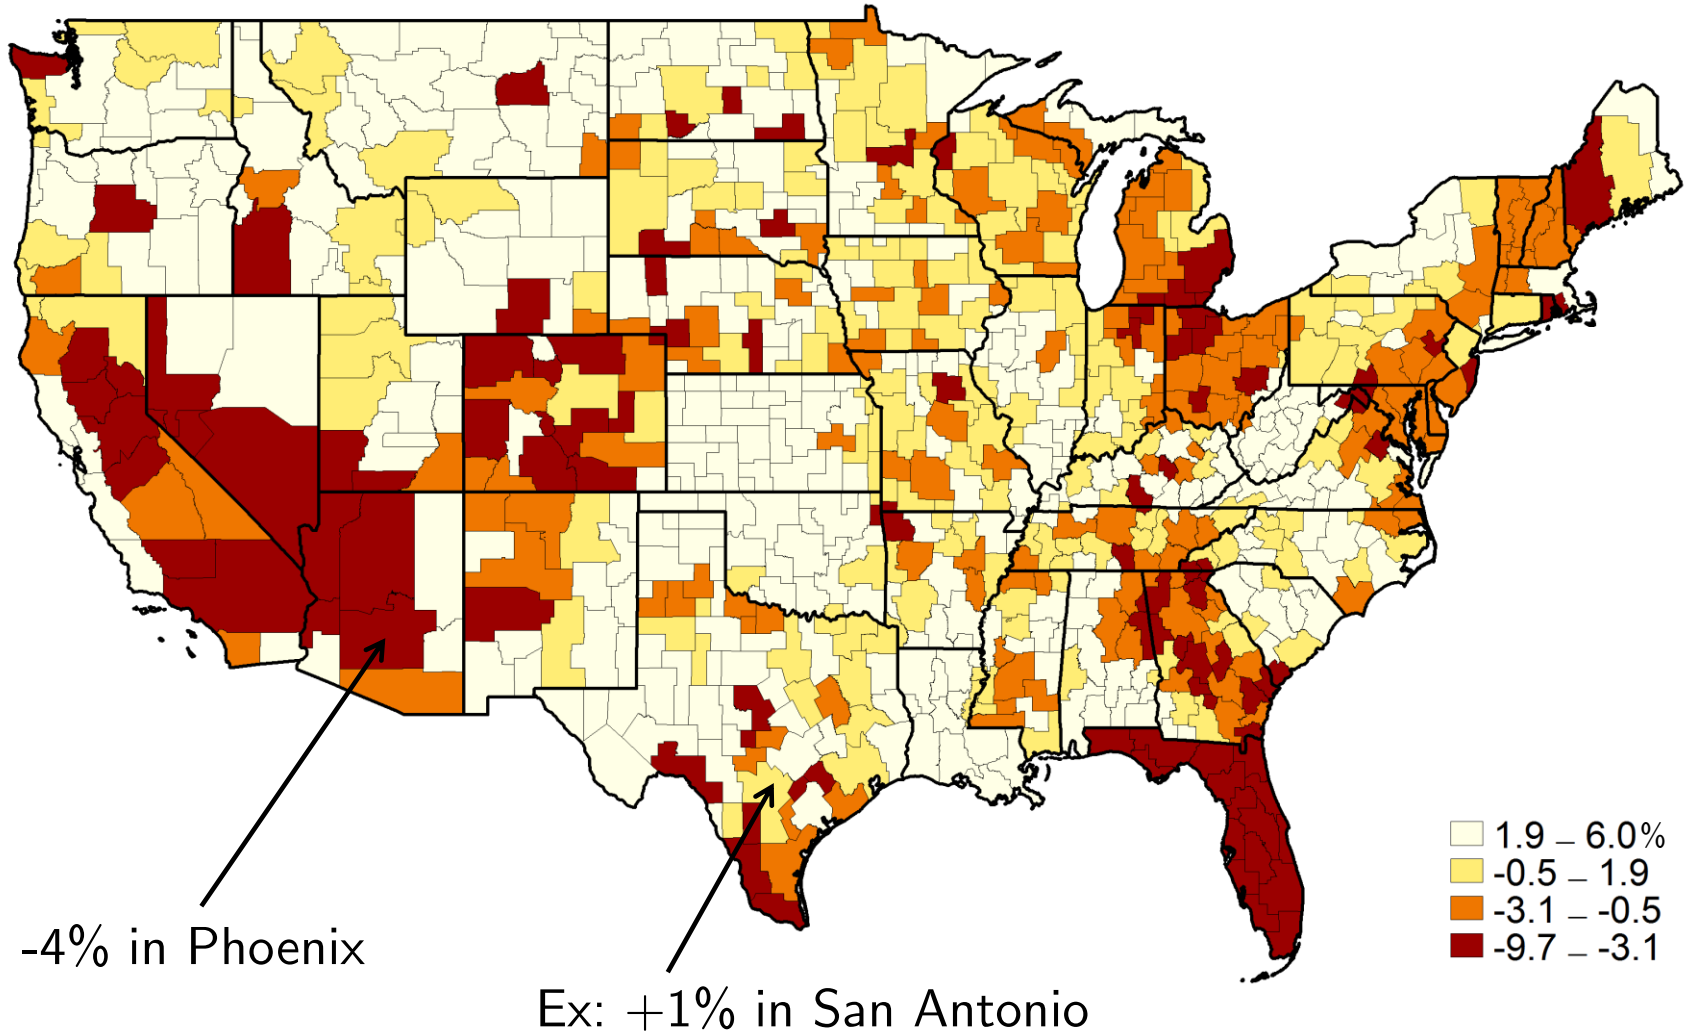 1.9 – 6.0%
-0.5 – 1.9
-3.1 – -0.5
-9.7 – -3.1
-4% in Phoenix
Ex: +1% in San Antonio